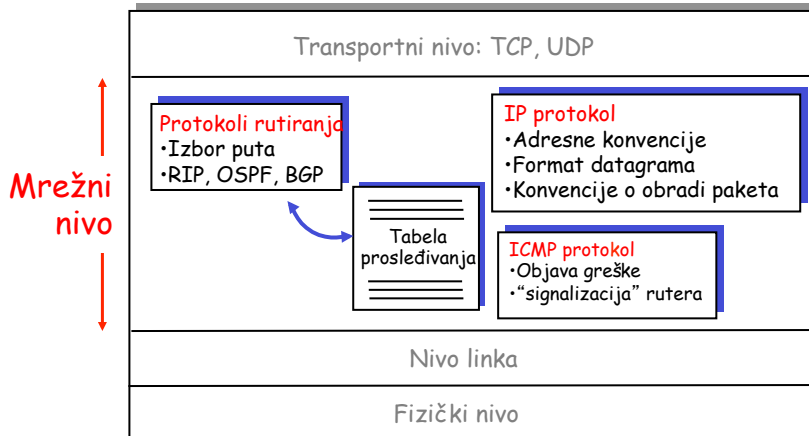 Transportni nivo: TCP, UDP
Mrežni
nivo
Protokoli rutiranja
•Izbor puta
•RIP, OSPF, BGP
Tabela
prosleđivanja
IP protokol
•Adresne konvencije
•Format datagrama
•Konvencije o obradi paketa
ICMP protokol
•Objava greške
•“signalizacija” rutera
Nivo linka
Fizički nivo